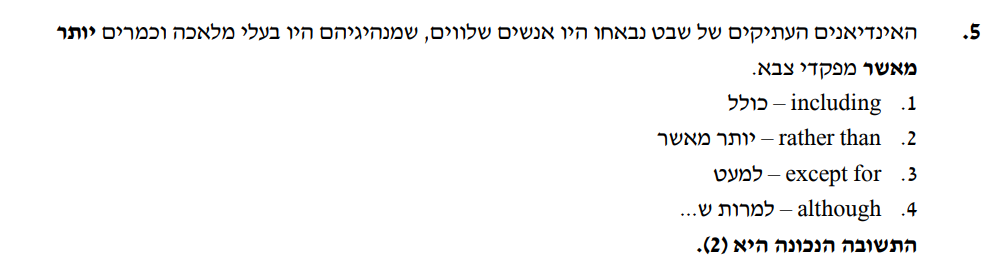 5. האינדיאנים העתיקים של שבט נבאחו היו אנשים שלווים, שמנהיגיהם היו בעלי מלאכה וכמרים יותר
מאשר מפקדי צבא.
1. including – כולל
2. rather than – יותר מאשר
3. except for – למעט
4. although – למרות ש...
התשובה הנכונה היא (2).